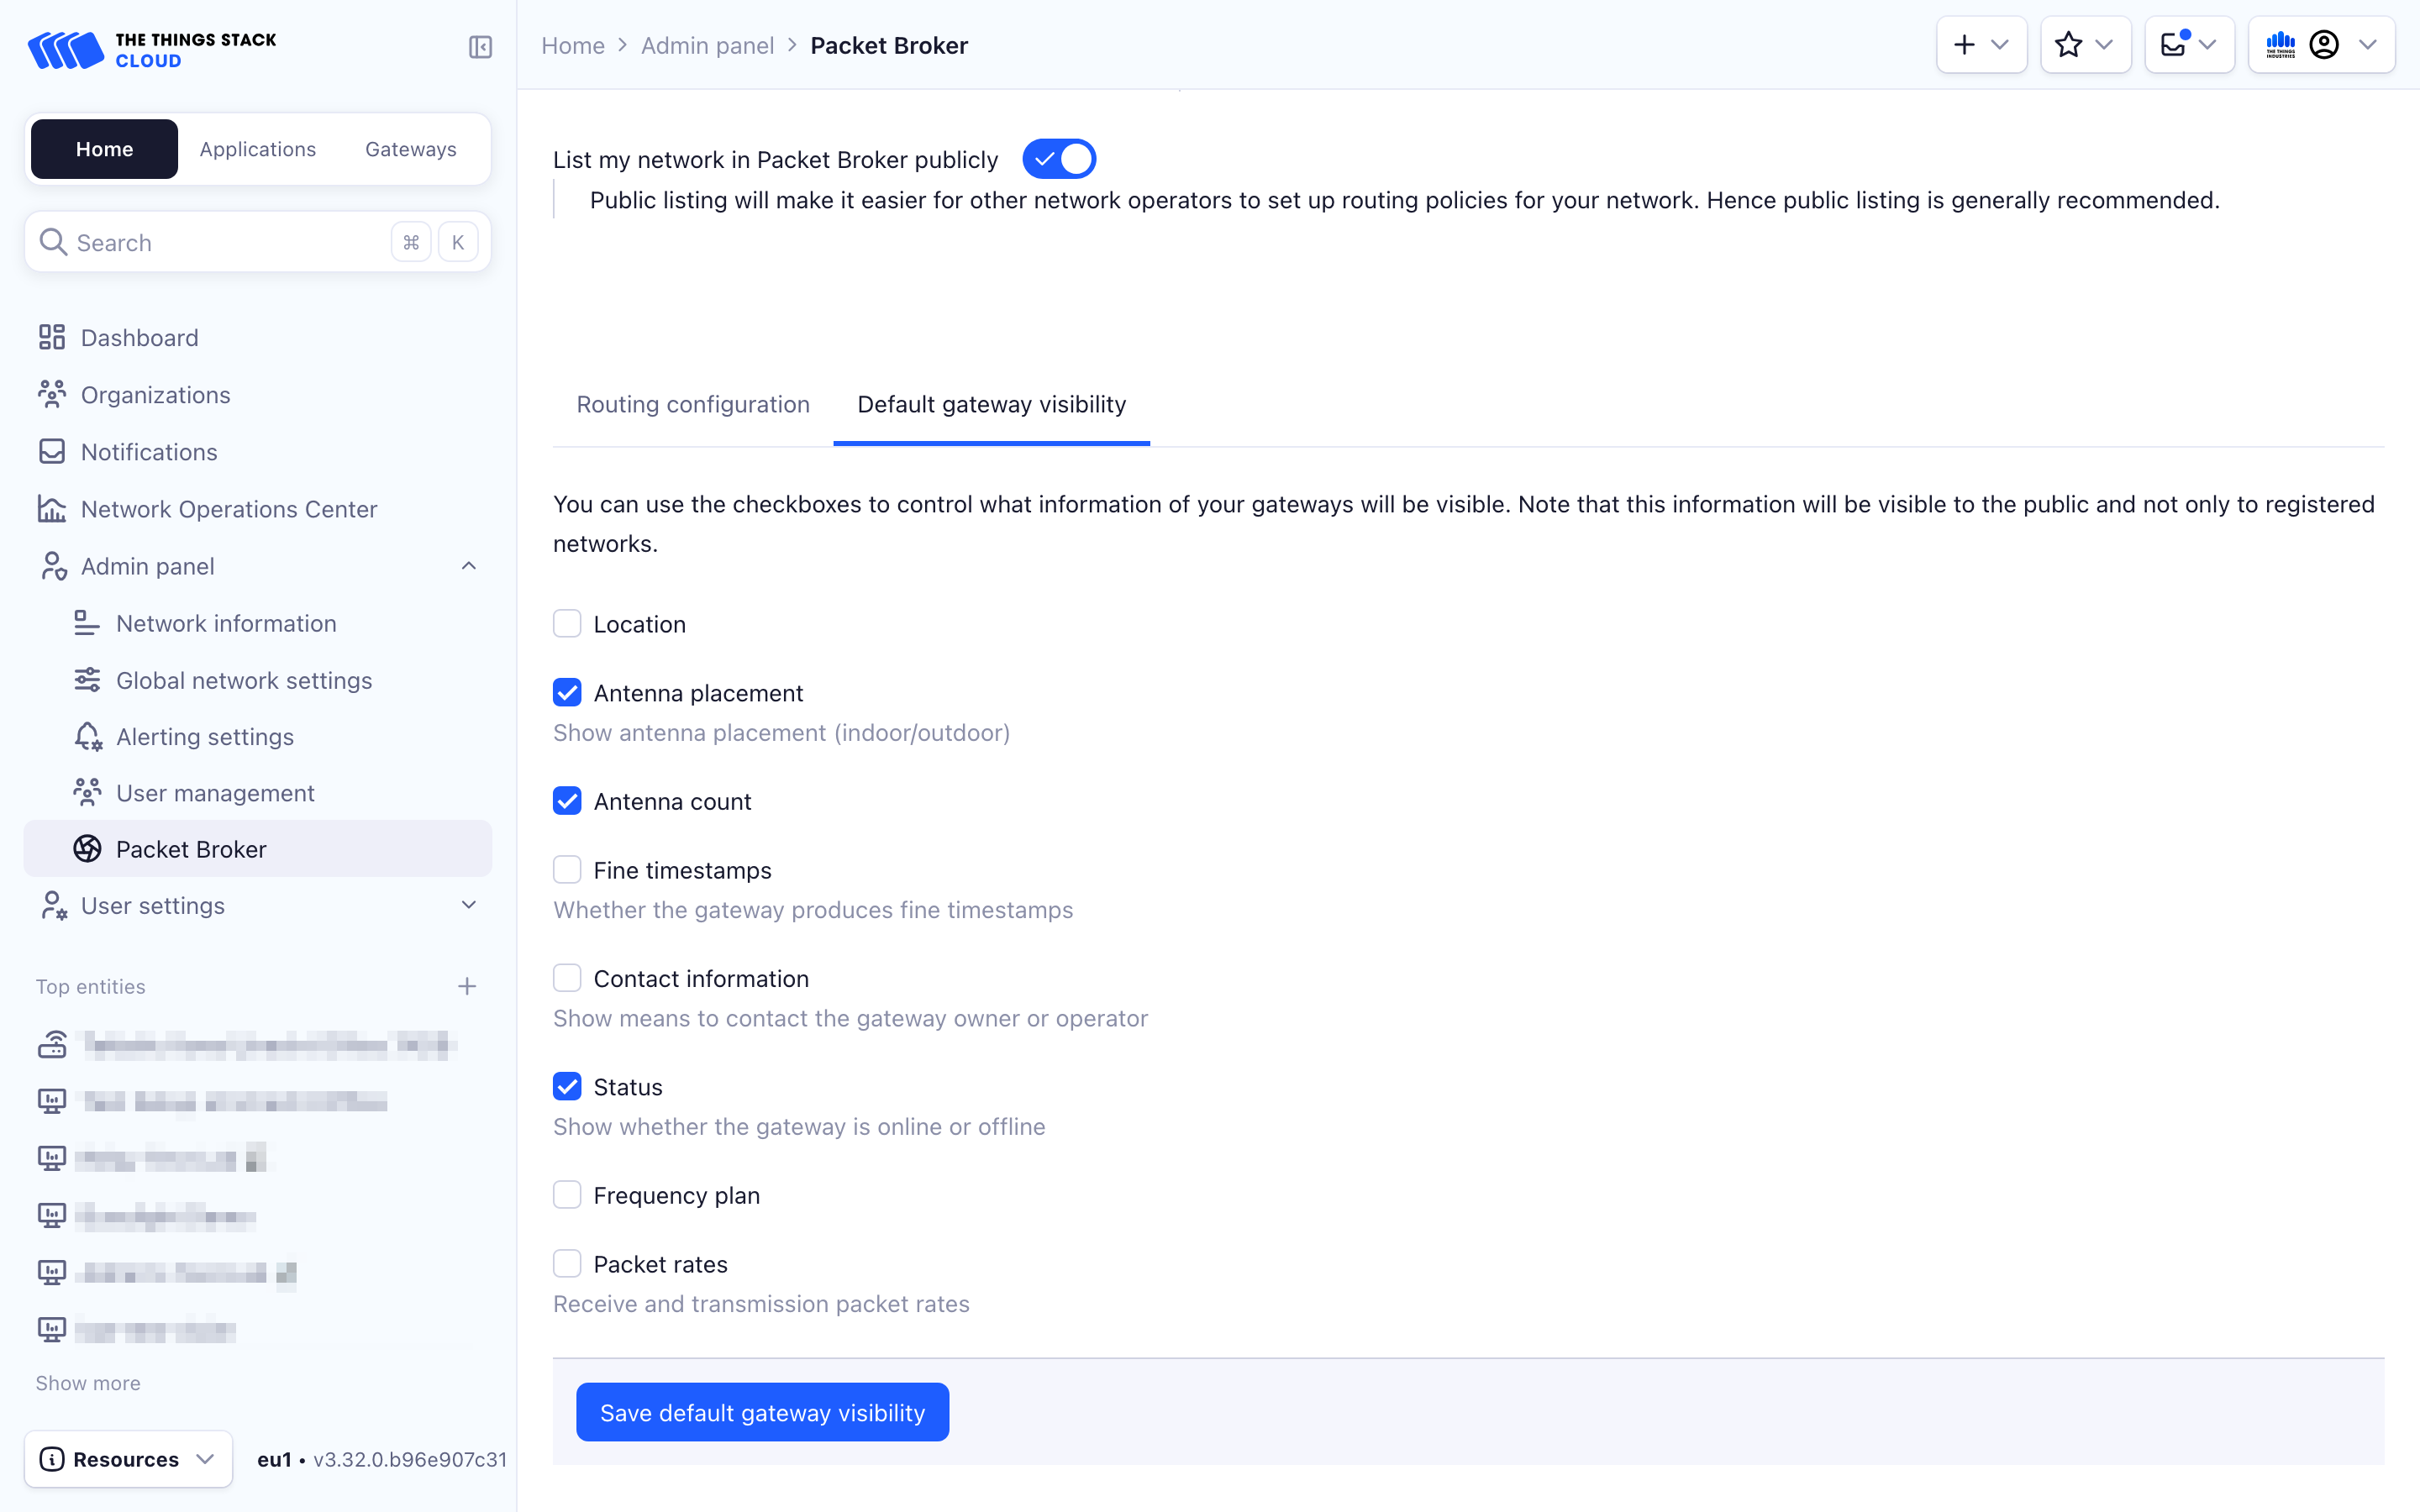 THE THINGS STACK
CLOUD
Home
Applications
Gateways
Search
⌘ K
Dashboard
Organizations
Notifications
Network Operations Center
Admin panel
Network information
Global network settings
Alerting settings
User management
Packet Broker
User settings
Top entities
Show more
Resources
eu1 • v3.32.0.b96e907c31
Home > Admin panel > Packet Broker
THE THINGS
INDUSTRIES
List my network in Packet Broker publicly
Public listing will make it easier for other network operators to set up routing policies for your network. Hence public listing is generally recommended.
Routing configuration
Default gateway visibility
You can use the checkboxes to control what information of your gateways will be visible. Note that this information will be visible to the public and not only to registered
networks.
Location
Antenna placement
Show antenna placement (indoor/outdoor)
Antenna count
Fine timestamps
Whether the gateway produces fine timestamps
Contact information
Show means to contact the gateway owner or operator
Status
Show whether the gateway is online or offline
Frequency plan
Packet rates
Receive and transmission packet rates
Save default gateway visibility